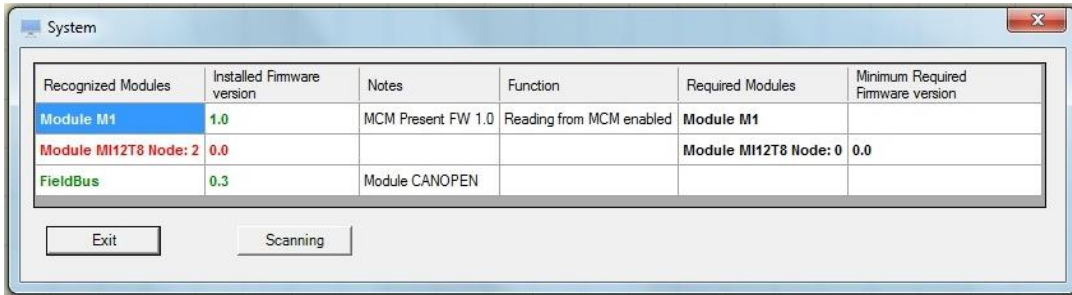 System
Recognized Modules Installed Firmware version Notes Function Required Modules Minimum Required Firmware version
Module M1 1.0 MCM Present FW 1.0 Reading from MCM enabled Module M1
Module MI12T8 Node: 2 0.0 Module MI12T8 Node: 0 0.0
FieldBus 0.3 Module CANOPEN
Exit Scanning